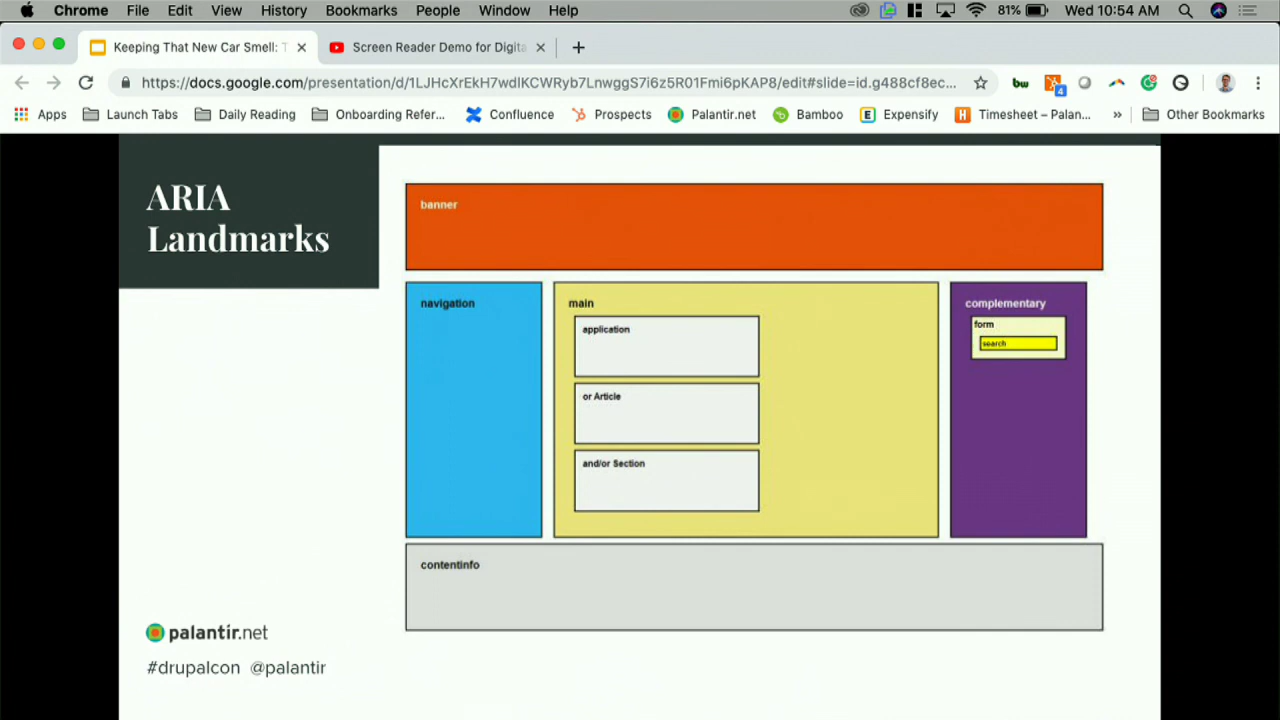 Chrome File Edit View History Bookmarks People Window Help 81% Wed 10:54 AM
Keeping That New Car Smell: T Screen Reader Demo for Digita
https://docs.google.com/presentation/d/1LJHcXrEkH7wdlKCWRyb7LnwggS7i6z5R01Fmi6pKAP8/edit#slide=id.g488cf8ec... bw 4
Apps Launch Tabs Daily Reading Onboarding Refer... Confluence Prospects Palantir.net Bamboo E Expensify H Timesheet – Palan... » Other Bookmarks
ARIA
Landmarks
banner
navigation
main
application
or Article
and/or Section
complementary
form
search
contentinfo
palantir.net
#drupalcon @palantir